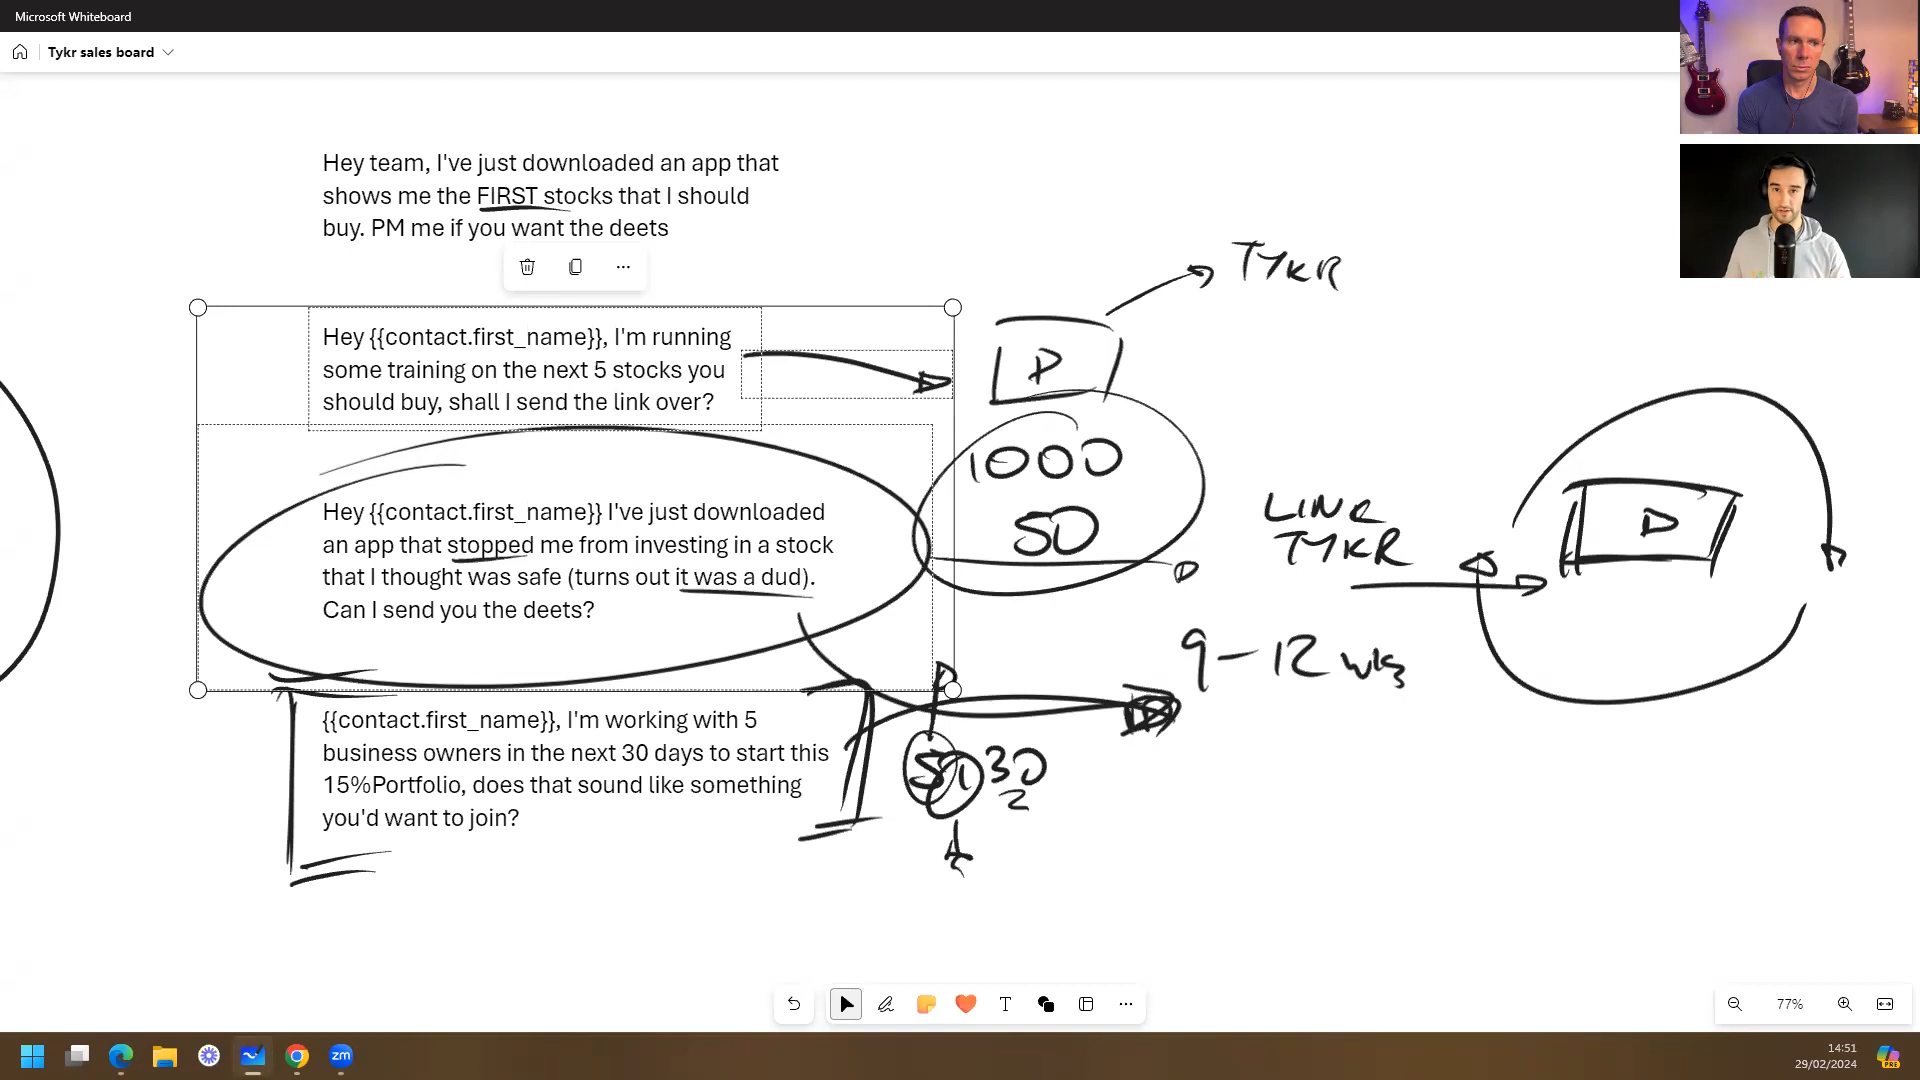 Microsoft Whiteboard
Tykr sales board
Hey team, I've just downloaded an app that
shows me the FIRST stocks that I should
buy. PM me if you want the deets
TYKR
Hey {{contact.first_name}}, I'm running
some training on the next 5 stocks you
should buy, shall I send the link over?
1000
50
Hey {{contact.first_name}} I've just downloaded
an app that stopped me from investing in a stock
that I thought was safe (turns out it was a dud).
Can I send you the deets?
LINK
TYKR
9-12 wks
{{contact.first_name}}, I'm working with 5
business owners in the next 30 days to start this
15%Portfolio, does that sound like something
you'd want to join?
30
2
77%
zm
14:51
29/02/2024
PRE